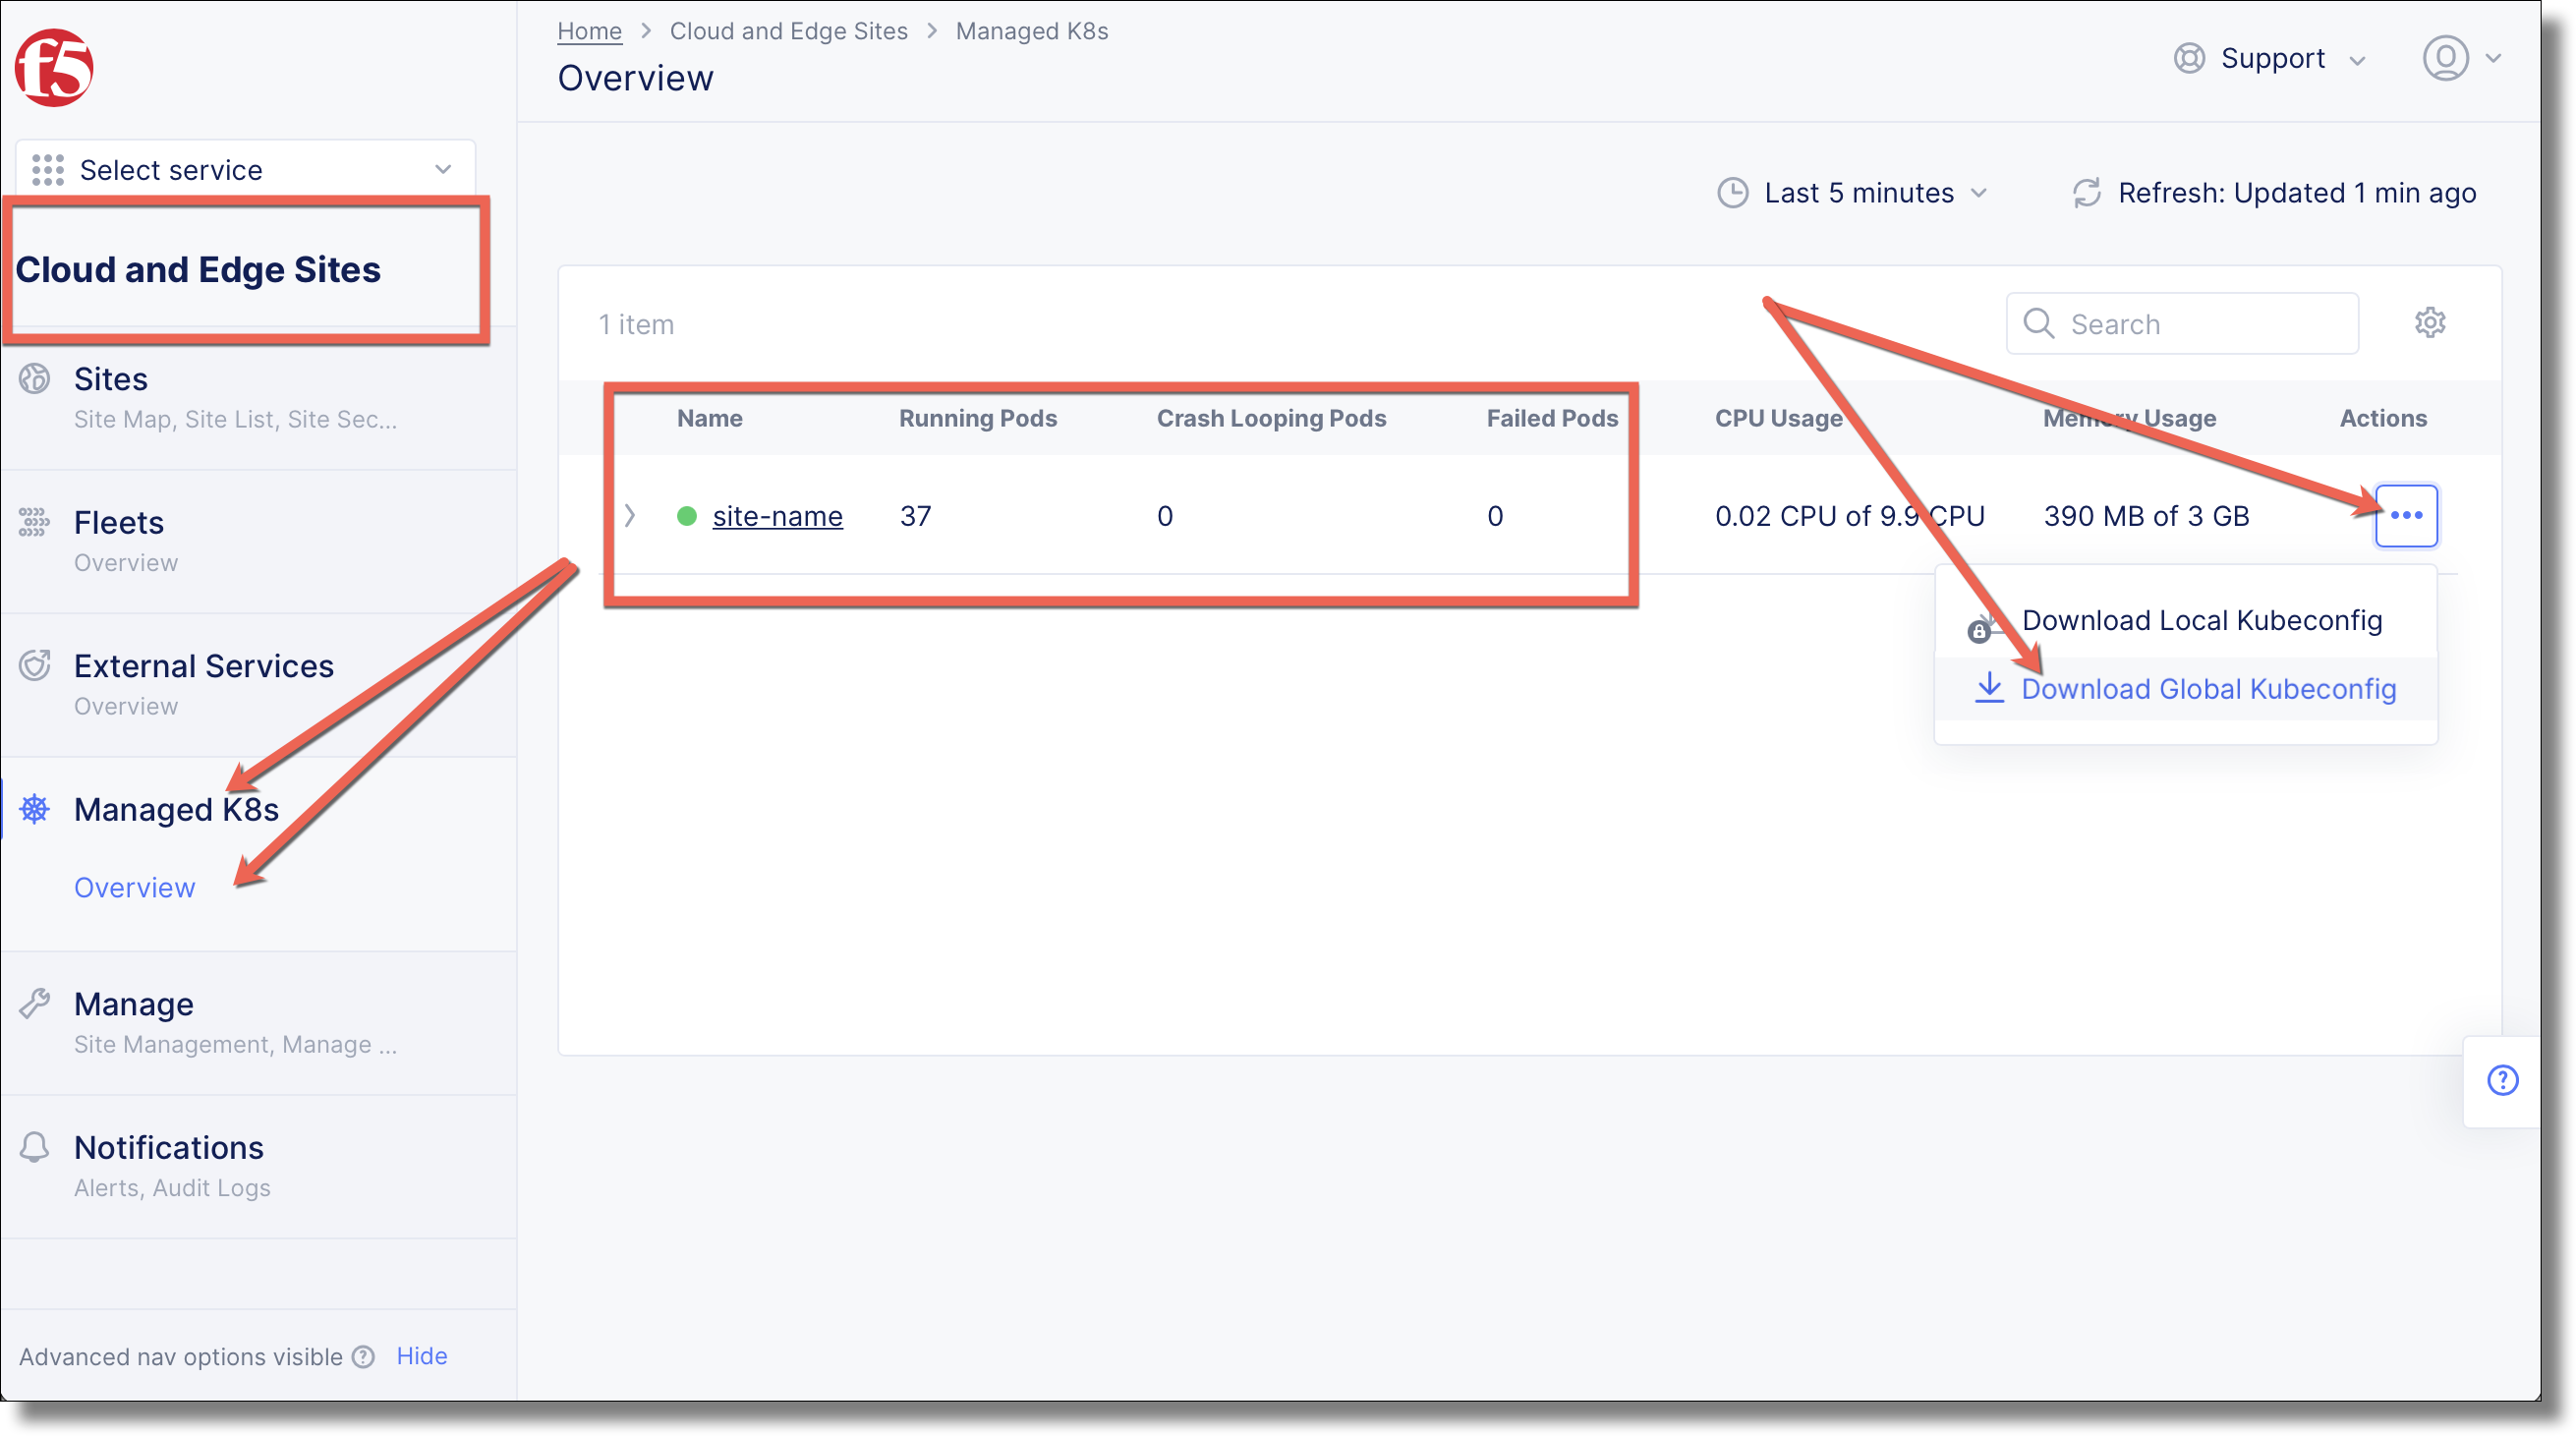 f5
Home > Cloud and Edge Sites > Managed K8s
Overview
Support
Select service
Cloud and Edge Sites
Sites
Site Map, Site List, Site Sec...
Fleets
Overview
External Services
Overview
Managed K8s
Overview
Manage
Site Management, Manage ...
Notifications
Alerts, Audit Logs
Advanced nav options visible ? Hide
Last 5 minutes Refresh: Updated 1 min ago
1 item Search
Name Running Pods Crash Looping Pods Failed Pods CPU Usage Memory Usage Actions
site-name 37 0 0 0.02 CPU of 9.9 CPU 390 MB of 3 GB
Download Local Kubeconfig
Download Global Kubeconfig
?